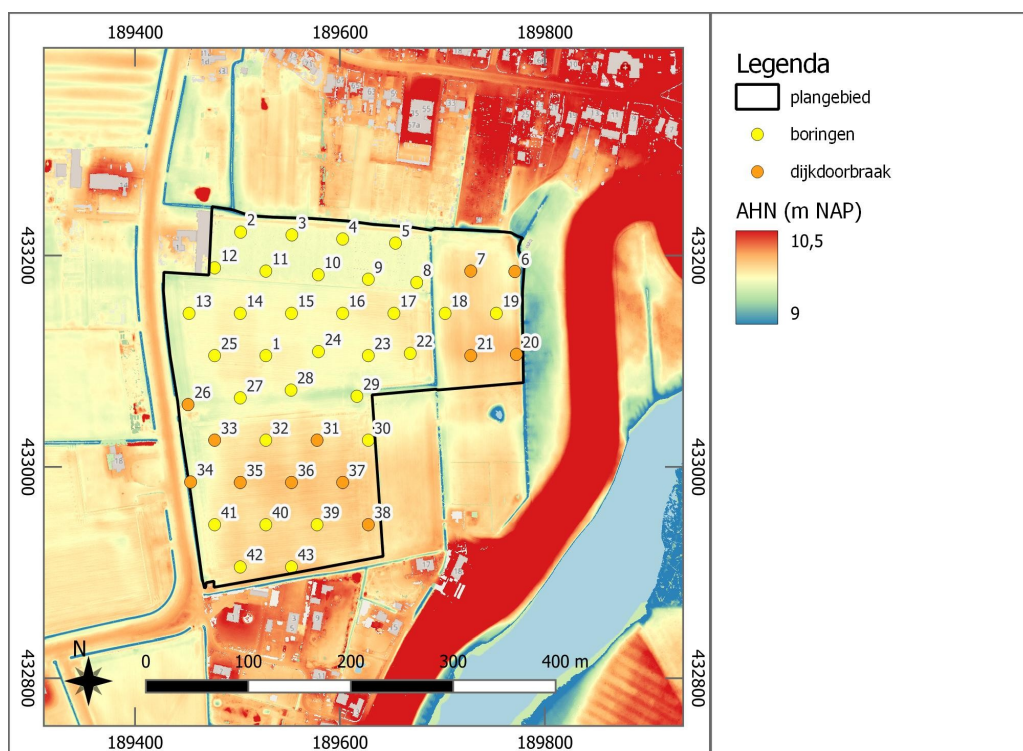 189400 189600 189800
Legenda
plangebied
boringen
dijkdoorbraak
AHN (m NAP)
10,5
9
433200 433200
433000 433000
432800 432800
2 3 4 5
12 11 10 9 8 7 6
13 14 15 16 17 18 19
25 1 24 23 22 21 20
26 27 28 29
33 32 31 30
34 35 36 37
41 40 39 38
42 43
N
0 100 200 300 400 m
189400 189600 189800